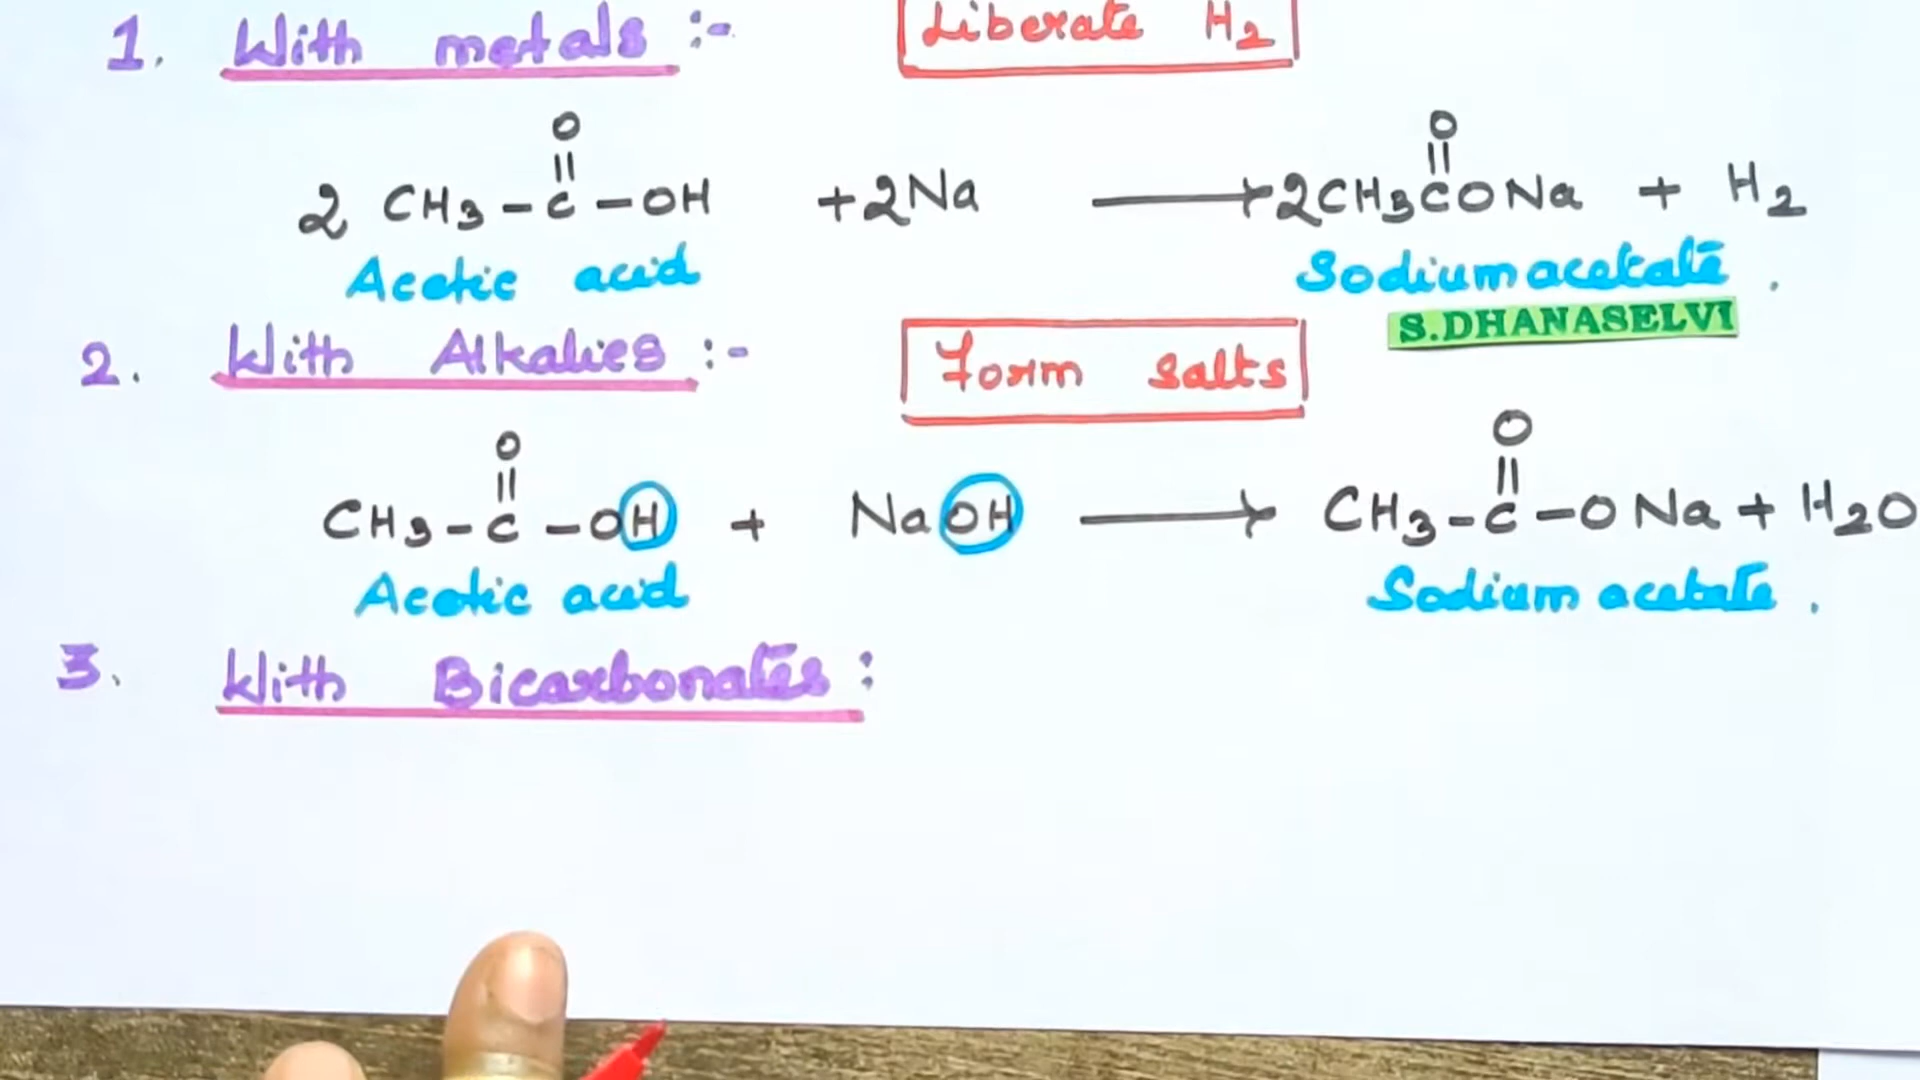 1. With metals :- Liberate H2
O
||
O
||
2 CH3 – C – OH + 2Na ⟶ 2CH3CONa + H2
Acetic acid Sodium acetate .
S.DHANASELVI
2. With Alkalies :- Form salts
O
||
O
||
CH3 – C – OH + NaOH ⟶ CH3 – C – O Na + H2O
Acetic acid Sodium acetate .
3. With Bicarbonates :